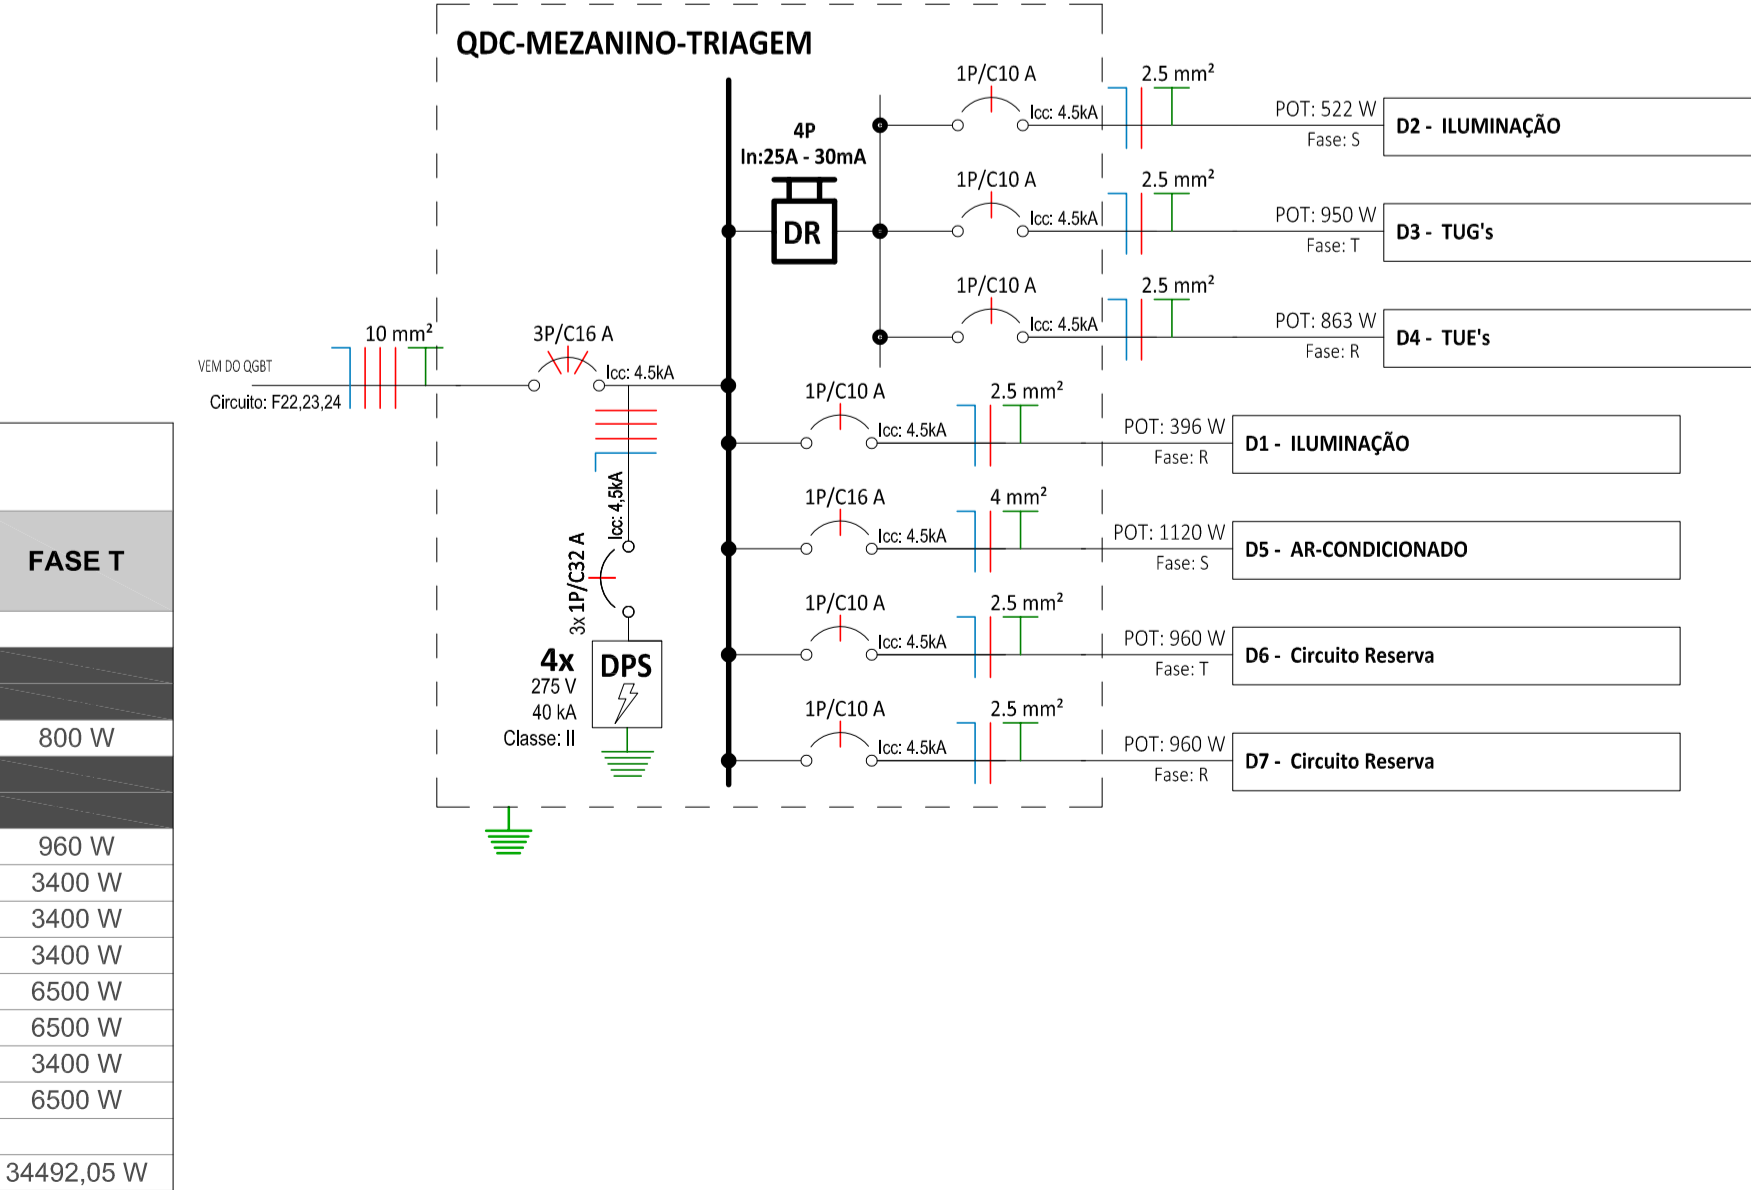 QDC-MEZANINO-TRIAGEM
VEM DO QGBT
Circuito: F22,23,24
10 mm²
3P/C16 A
Icc: 4.5kA
Icc: 4,5kA
3x 1P/C32 A
4x
275 V
40 kA
Classe: II
DPS
4P
In:25A - 30mA
DR
1P/C10 A
Icc: 4.5kA
2.5 mm²
POT: 522 W
Fase: S
D2 - ILUMINAÇÃO
1P/C10 A
Icc: 4.5kA
2.5 mm²
POT: 950 W
Fase: T
D3 - TUG's
1P/C10 A
Icc: 4.5kA
2.5 mm²
POT: 863 W
Fase: R
D4 - TUE's
1P/C10 A
Icc: 4.5kA
2.5 mm²
POT: 396 W
Fase: R
D1 - ILUMINAÇÃO
1P/C16 A
Icc: 4.5kA
4 mm²
POT: 1120 W
Fase: S
D5 - AR-CONDICIONADO
1P/C10 A
Icc: 4.5kA
2.5 mm²
POT: 960 W
Fase: T
D6 - Circuito Reserva
1P/C10 A
Icc: 4.5kA
2.5 mm²
POT: 960 W
Fase: R
D7 - Circuito Reserva
FASE T
800 W
960 W
3400 W
3400 W
3400 W
6500 W
6500 W
3400 W
6500 W
34492,05 W